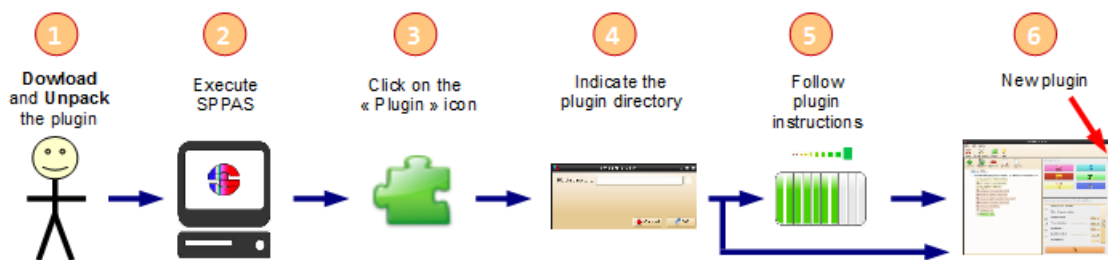 1
Dowload
and Unpack
the plugin
2
Execute
SPPAS
3
Click on the
« Plugin » icon
4
Indicate the
plugin directory
5
Follow
plugin
instructions
6
New plugin